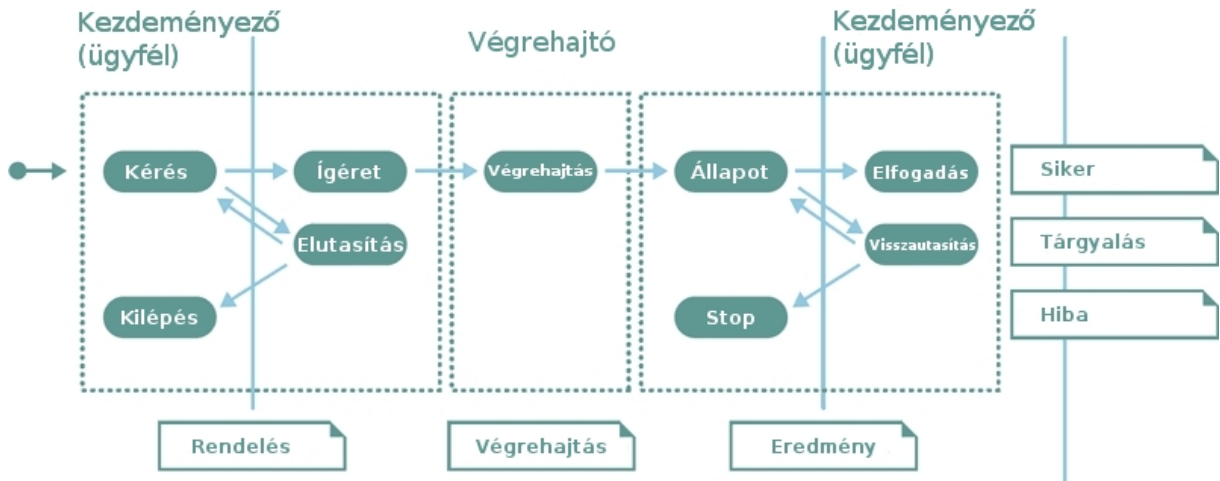 Kezdeményező
(ügyfél)
Végrehajtó
Kezdeményező
(ügyfél)
Kérés
Ígéret
Végrehajtás
Állapot
Elfogadás
Siker
Elutasítás
Visszautasítás
Tárgyalás
Kilépés
Stop
Hiba
Rendelés
Végrehajtás
Eredmény